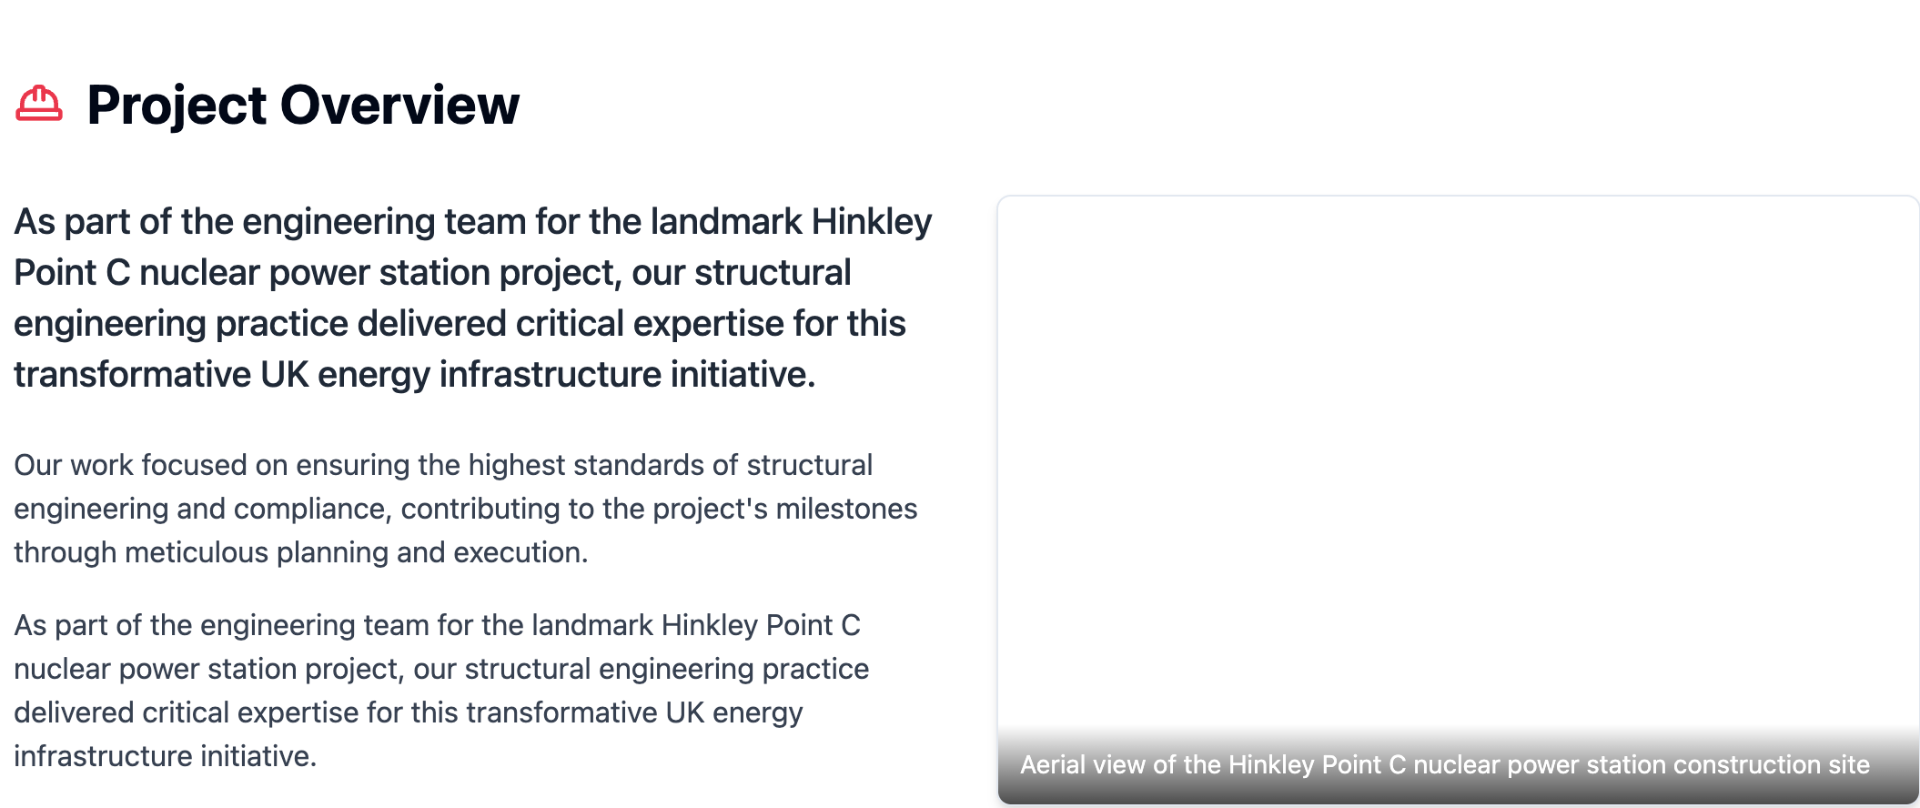 Project Overview
As part of the engineering team for the landmark Hinkley
Point C nuclear power station project, our structural
engineering practice delivered critical expertise for this
transformative UK energy infrastructure initiative.
Our work focused on ensuring the highest standards of structural
engineering and compliance, contributing to the project's milestones
through meticulous planning and execution.
As part of the engineering team for the landmark Hinkley Point C
nuclear power station project, our structural engineering practice
delivered critical expertise for this transformative UK energy
infrastructure initiative.
Aerial view of the Hinkley Point C nuclear power station construction site